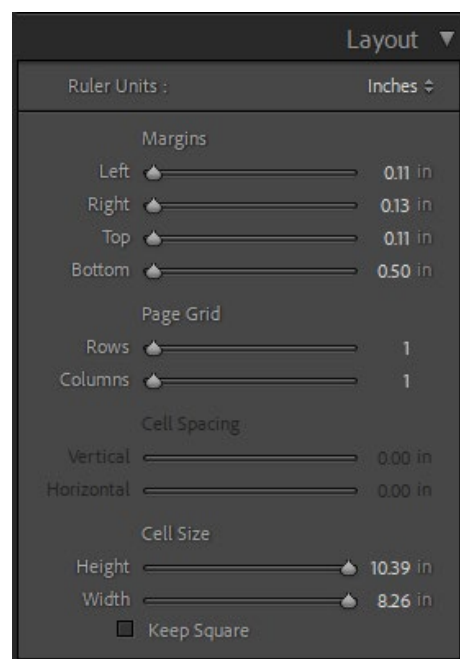 Layout ▼
Ruler Units : Inches
Margins
Left 0.11 in
Right 0.13 in
Top 0.11 in
Bottom 0.50 in
Page Grid
Rows 1
Columns 1
Cell Spacing
Vertical 0.00 in
Horizontal 0.00 in
Cell Size
Height 10.39 in
Width 8.26 in
Keep Square